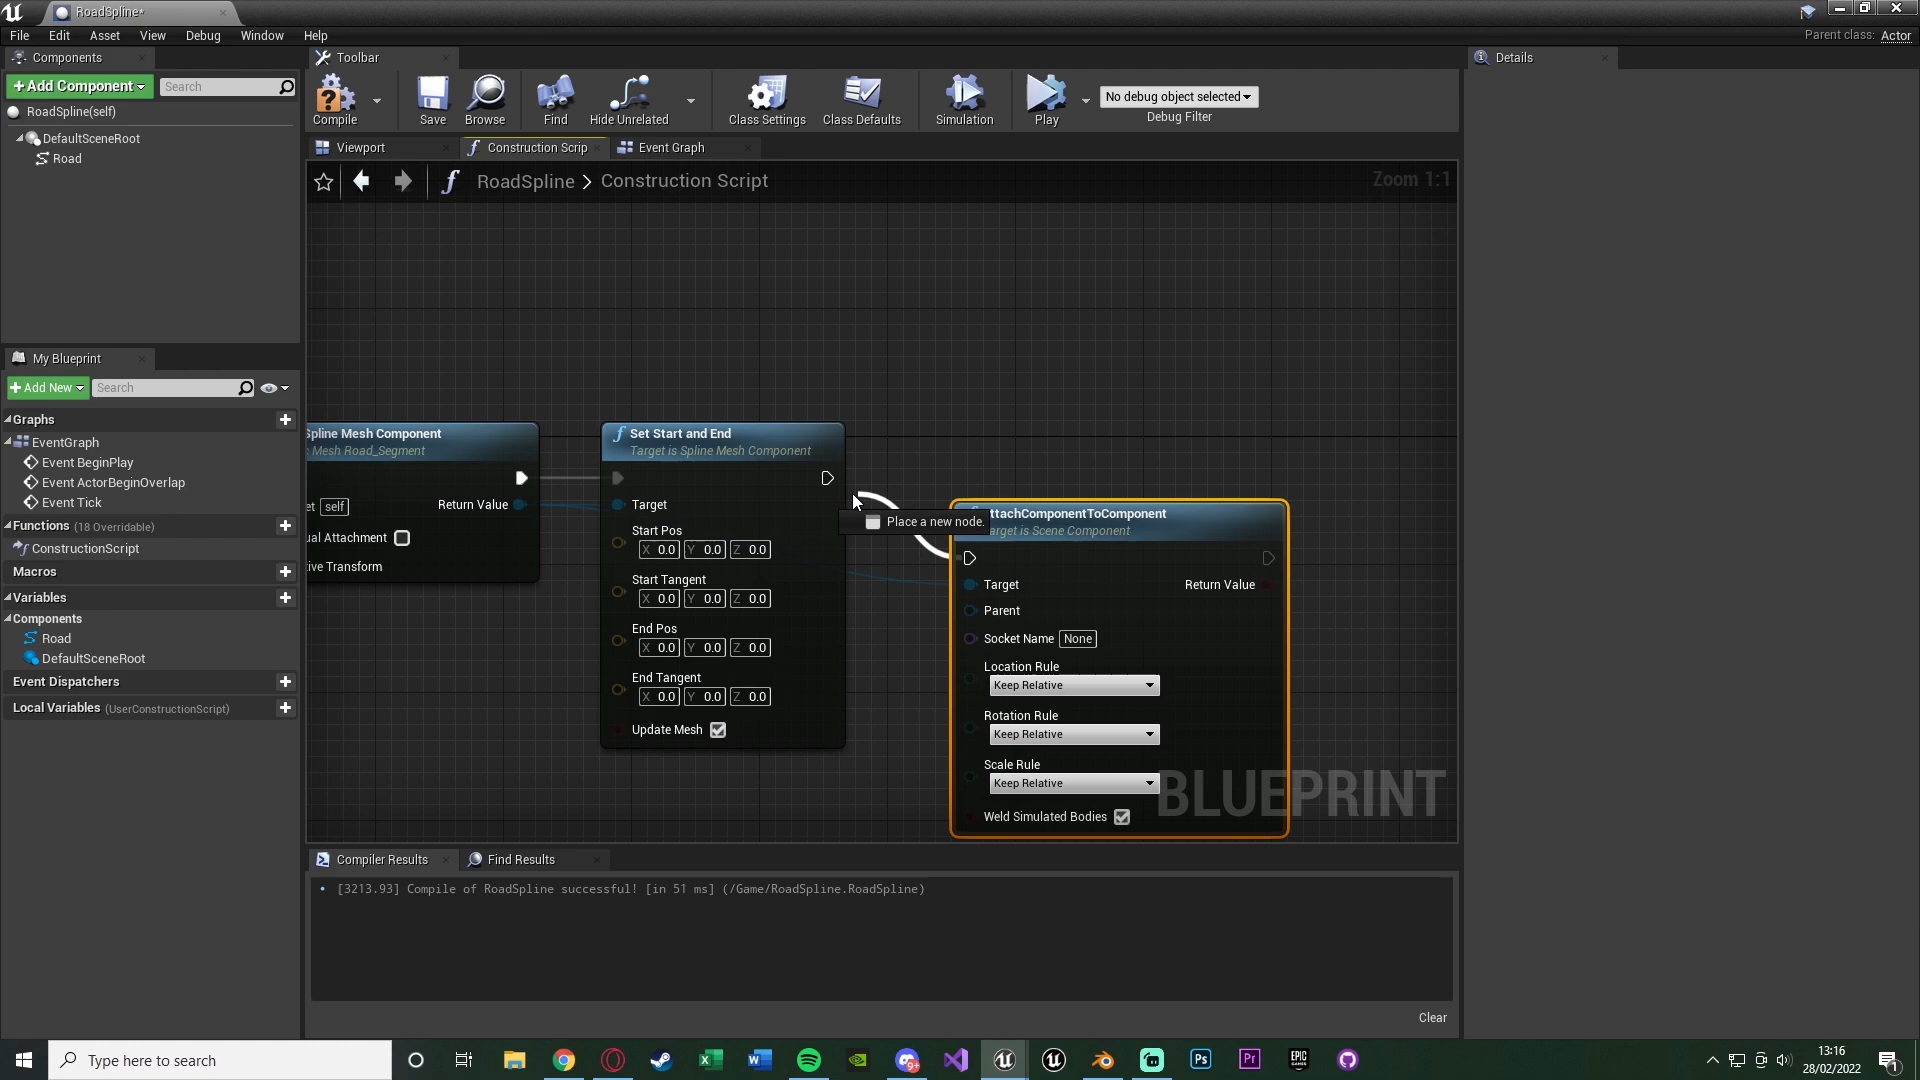 RoadSpline*
File Edit Asset View Debug Window Help
Parent class: Actor
Components
Toolbar
Details
+Add Component
Search
RoadSpline(self)
DefaultSceneRoot
Road
Compile
Save
Browse
Find
Hide Unrelated
Class Settings
Class Defaults
Simulation
Play
No debug object selected
Debug Filter
Viewport
Construction Scrip
Event Graph
RoadSpline > Construction Script
Zoom 1:1
My Blueprint
+Add New
Search
Graphs
EventGraph
Event BeginPlay
Event ActorBeginOverlap
Event Tick
Functions (18 Overridable)
ConstructionScript
Macros
Variables
Components
Road
DefaultSceneRoot
Event Dispatchers
Local Variables (UserConstructionScript)
Spline Mesh Component
Mesh Road_Segment
et self
Return Value
ual Attachment
ive Transform
Set Start and End
Target is Spline Mesh Component
Target
Start Pos
X 0.0 Y 0.0 Z 0.0
Start Tangent
X 0.0 Y 0.0 Z 0.0
End Pos
X 0.0 Y 0.0 Z 0.0
End Tangent
X 0.0 Y 0.0 Z 0.0
Update Mesh
Place a new node.
ttachComponentToComponent
arget is Scene Component
Target
Return Value
Parent
Socket Name None
Location Rule
Keep Relative
Rotation Rule
Keep Relative
Scale Rule
Keep Relative
Weld Simulated Bodies
BLUEPRINT
Compiler Results
Find Results
[3213.93] Compile of RoadSpline successful! [in 51 ms] (/Game/RoadSpline.RoadSpline)
Clear
Type here to search
13:16
28/02/2022